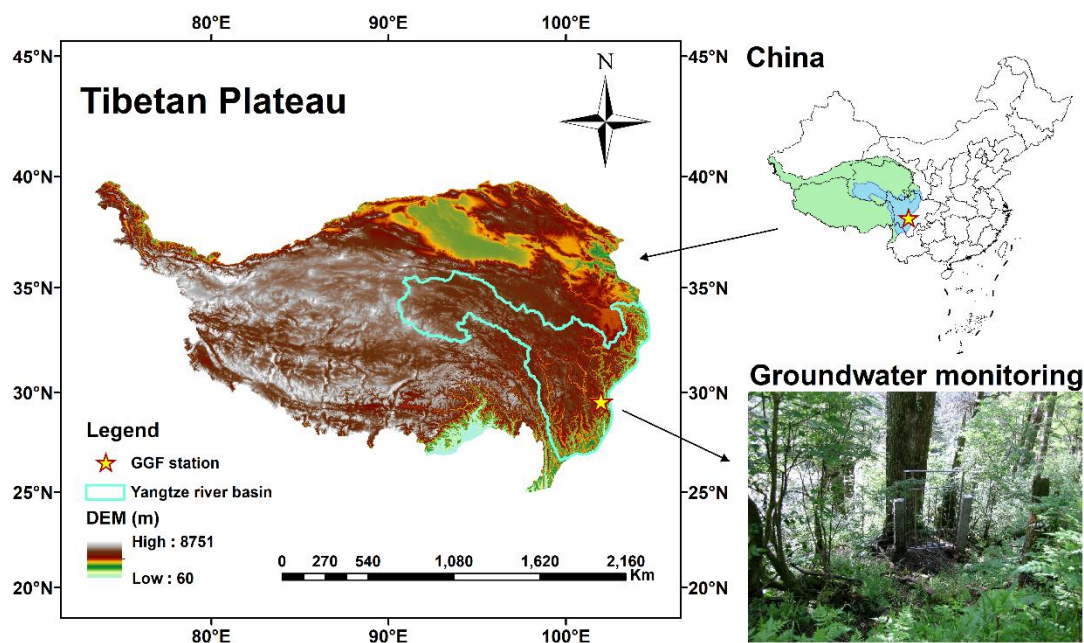 80°E 90°E 100°E
45°N 45°N
Tibetan Plateau
N
China
40°N 40°N
35°N 35°N
30°N 30°N
Groundwater monitoring
Legend
GGF station
25°N 25°N
Yangtze river basin
DEM (m)
High : 8751
Low : 60
0 270 540 1,080 1,620 2,160
Km
20°N 20°N
80°E 90°E 100°E